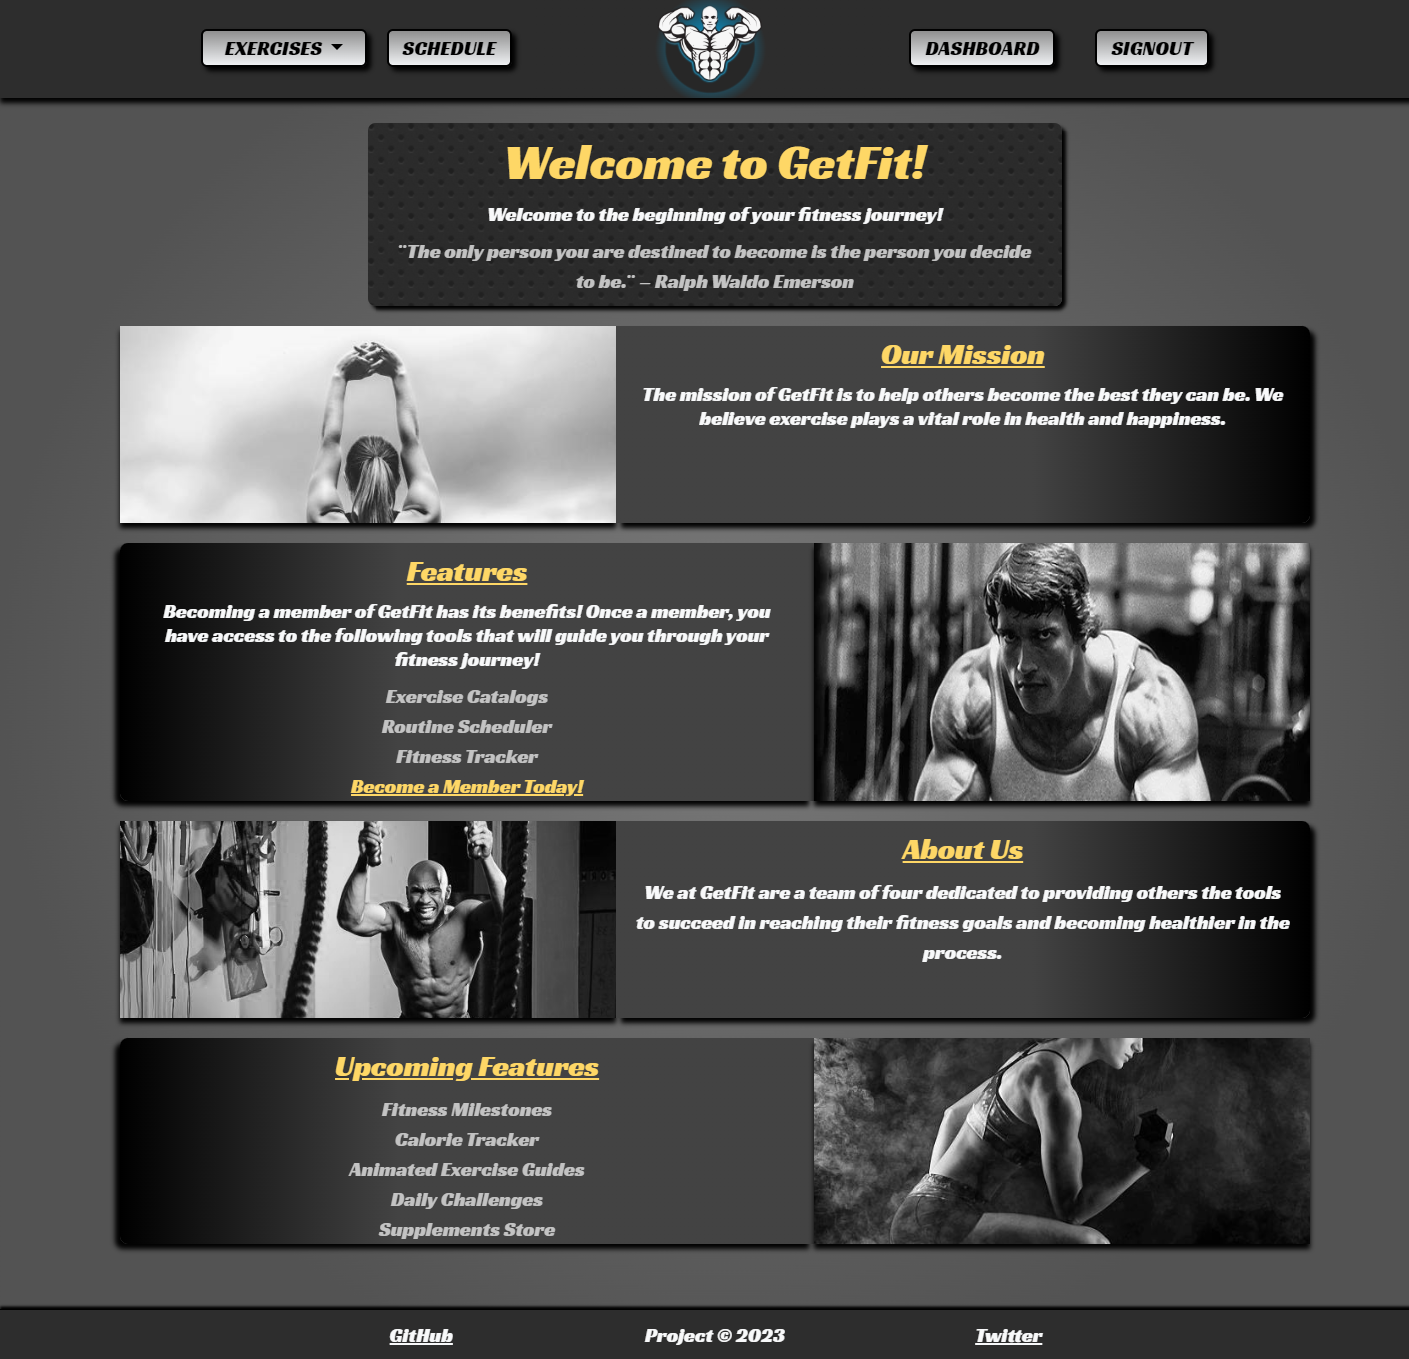 EXERCISES
SCHEDULE
DASHBOARD
SIGNOUT
Welcome to GetFit!
Welcome to the beginning of your fitness journey!
¨The only person you are destined to become is the person you decide
to be.¨ – Ralph Waldo Emerson
Our Mission
The mission of GetFit is to help others become the best they can be. We
believe exercise plays a vital role in health and happiness.
Features
Becoming a member of GetFit has its benefits! Once a member, you
have access to the following tools that will guide you through your
fitness journey!
Exercise Catalogs
Routine Scheduler
Fitness Tracker
Become a Member Today!
About Us
We at GetFit are a team of four dedicated to providing others the tools
to succeed in reaching their fitness goals and becoming healthier in the
process.
Upcoming Features
Fitness Milestones
Calorie Tracker
Animated Exercise Guides
Daily Challenges
Supplements Store
GitHub
Project © 2023
Twitter